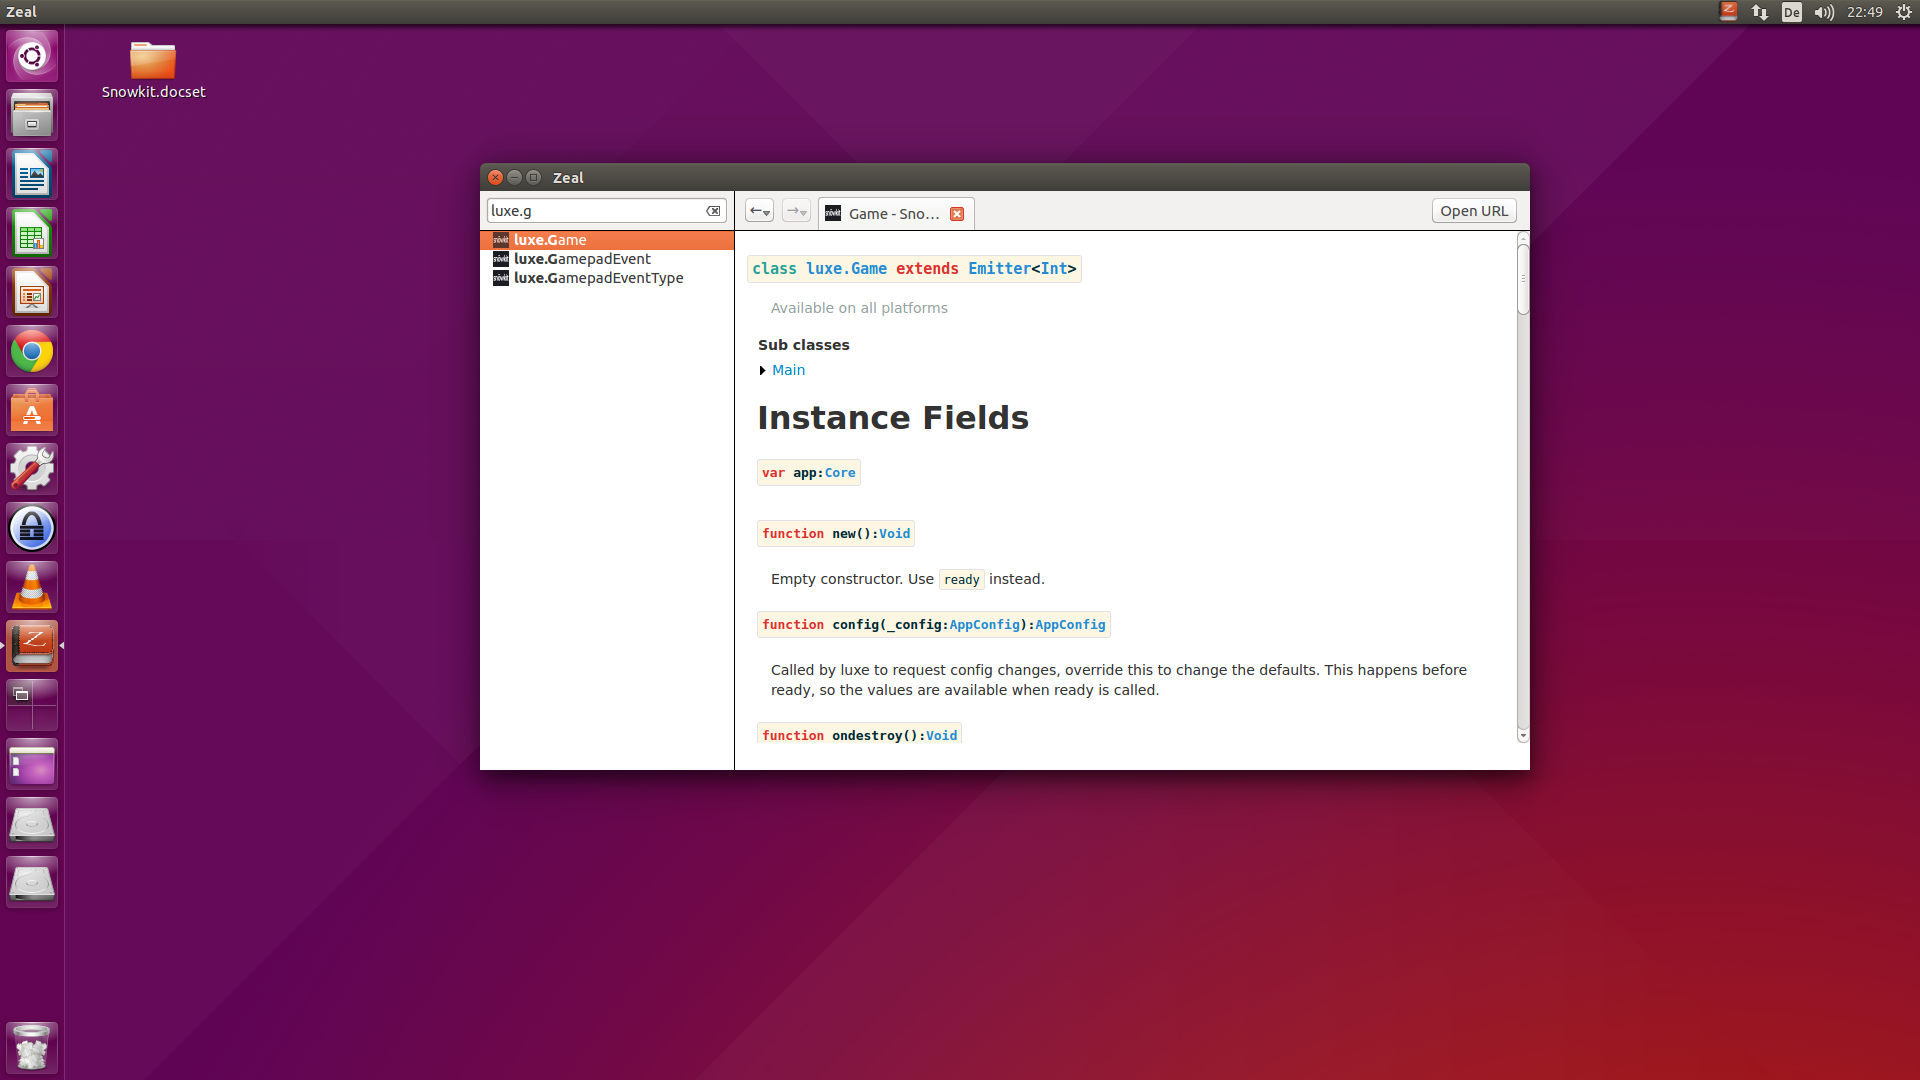 Zeal
De
22:49
Snowkit.docset
Zeal
luxe.g
Game - Sno...
Open URL
luxe.Game
luxe.GamepadEvent
luxe.GamepadEventType
class luxe.Game extends Emitter<Int>
Available on all platforms
Sub classes
Main
Instance Fields
var app:Core
function new():Void
Empty constructor. Use ready instead.
function config(_config:AppConfig):AppConfig
Called by luxe to request config changes, override this to change the defaults. This happens before
ready, so the values are available when ready is called.
function ondestroy():Void